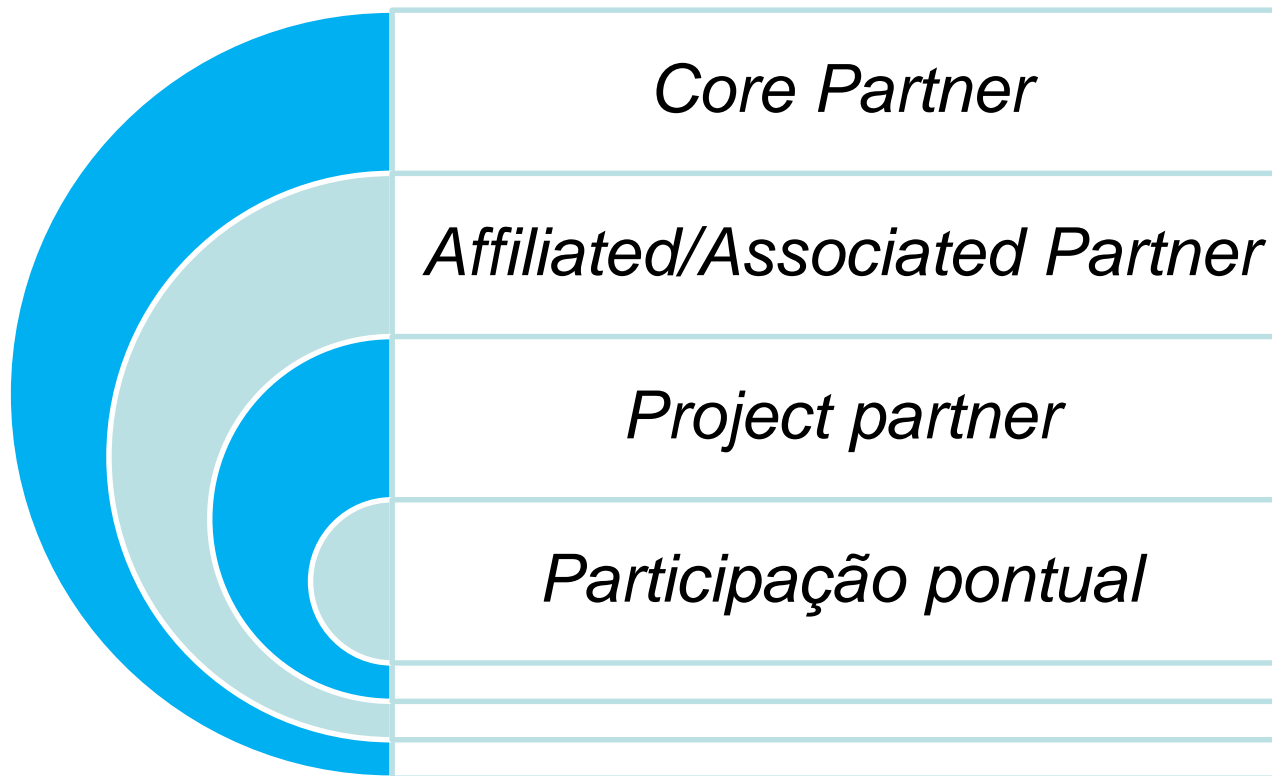 Core Partner
Affiliated/Associated Partner
Project partner
Participação pontual